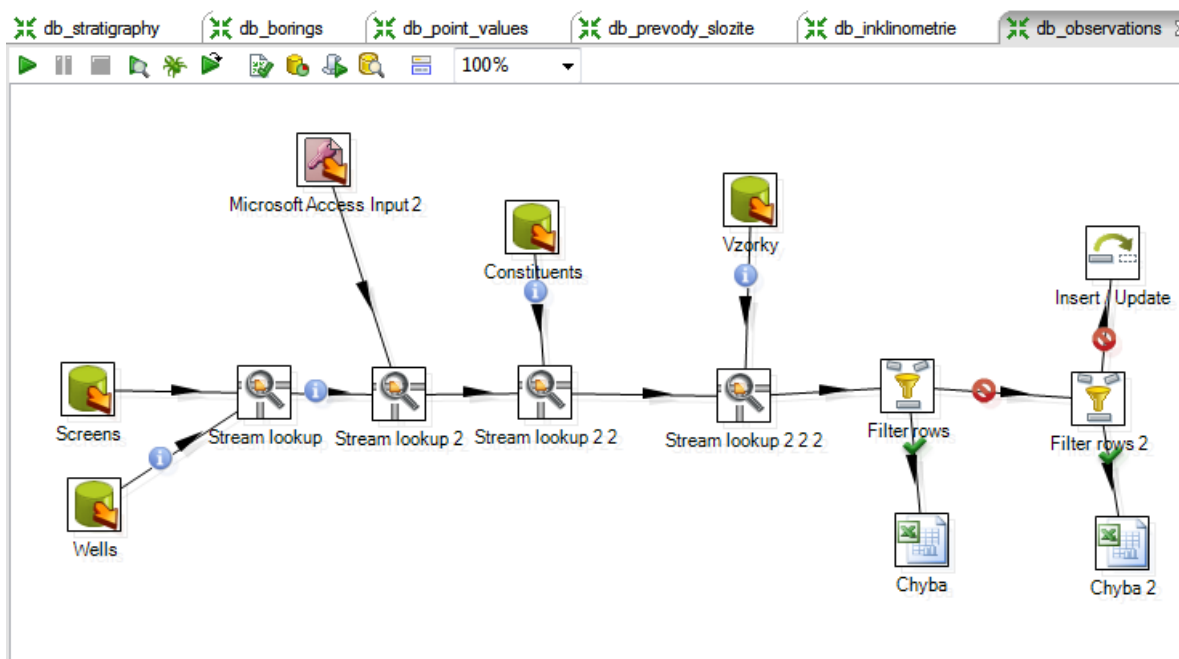 db_stratigraphy
db_borings
db_point_values
db_prevody_slozite
db_inklinometrie
db_observations
100%
Microsoft Access Input 2
Constituents
Vzorky
Insert / Update
Screens
Stream lookup
Stream lookup 2
Stream lookup 2 2
Stream lookup 2 2 2
Filter rows
Filter rows 2
Wells
Chyba
Chyba 2